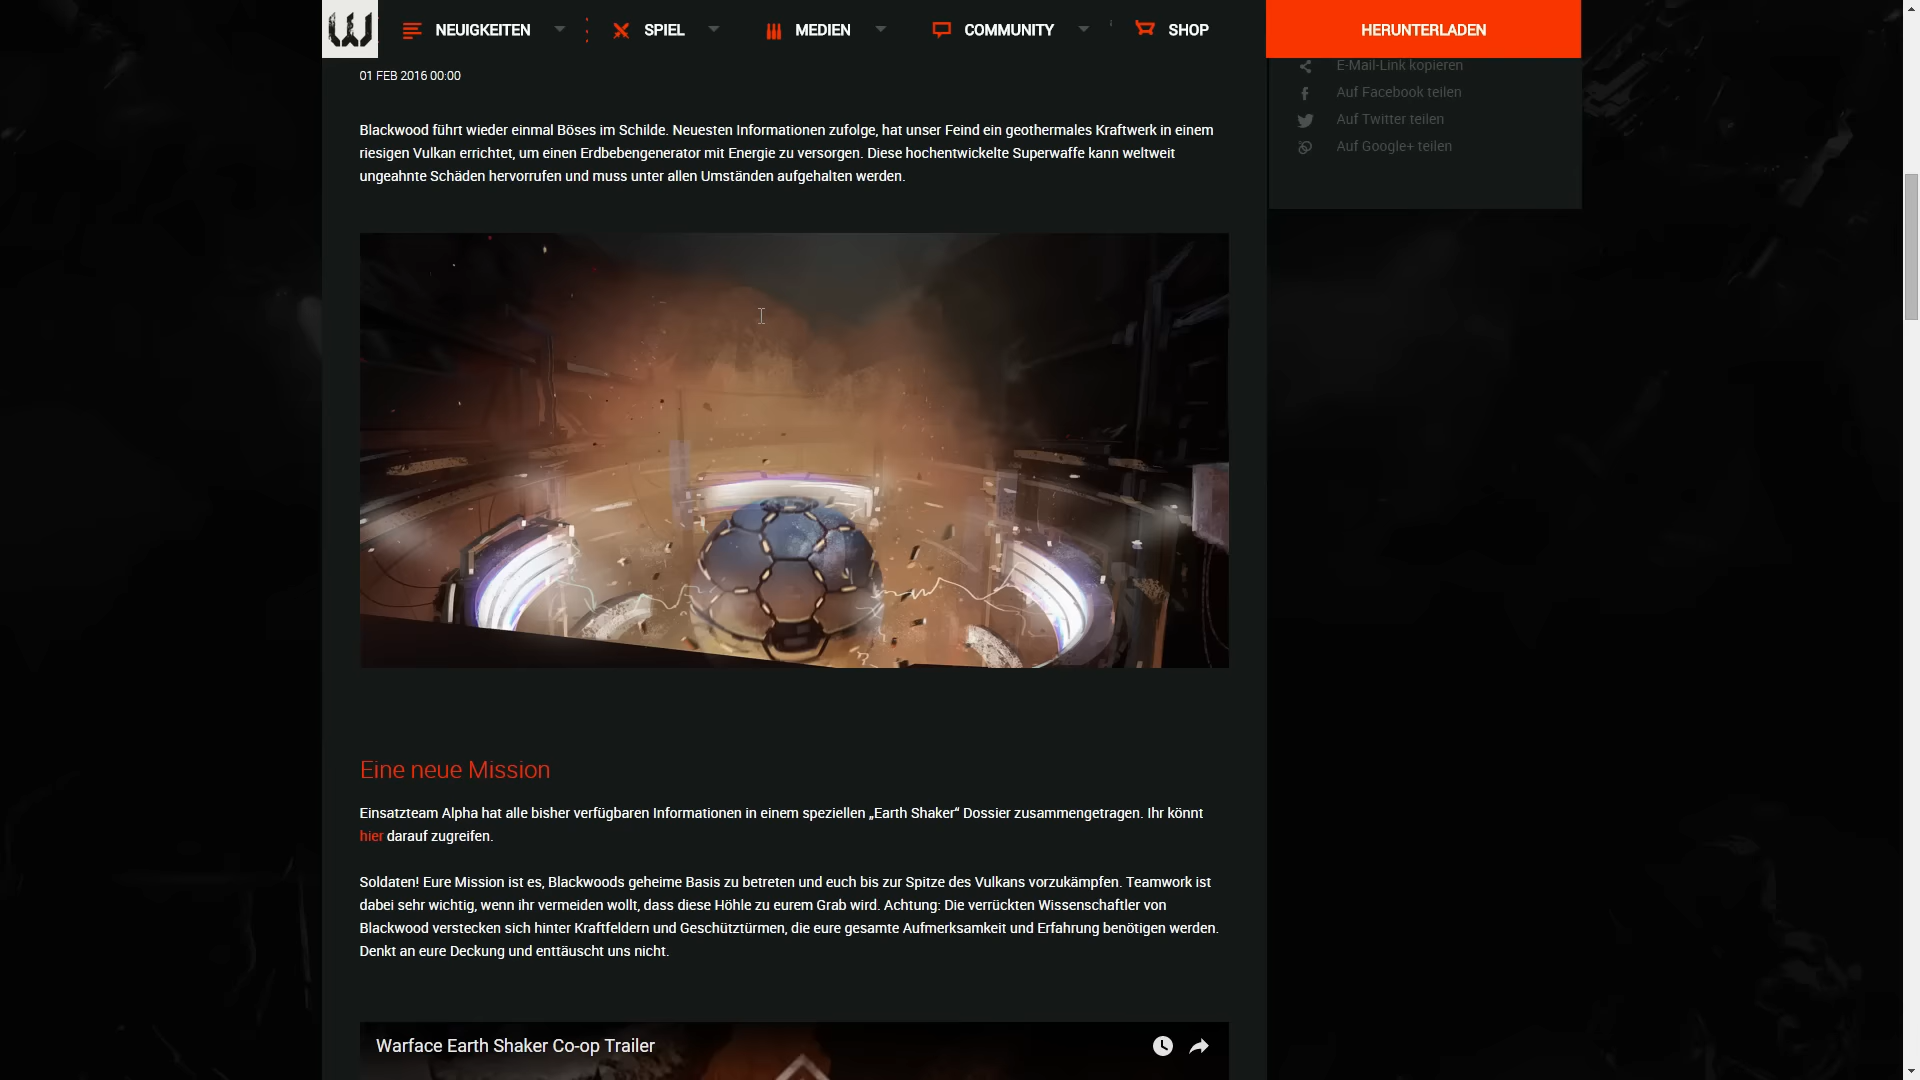 NEUIGKEITEN
SPIEL
MEDIEN
COMMUNITY
SHOP
HERUNTERLADEN
01 FEB 2016 00:00
E-Mail-Link kopieren
Auf Facebook teilen
Auf Twitter teilen
Auf Google+ teilen
Blackwood führt wieder einmal Böses im Schilde. Neuesten Informationen zufolge, hat unser Feind ein geothermales Kraftwerk in einem
riesigen Vulkan errichtet, um einen Erdbebengenerator mit Energie zu versorgen. Diese hochentwickelte Superwaffe kann weltweit
ungeahnte Schäden hervorrufen und muss unter allen Umständen aufgehalten werden.
Eine neue Mission
Einsatzteam Alpha hat alle bisher verfügbaren Informationen in einem speziellen „Earth Shaker“ Dossier zusammengetragen. Ihr könnt
hier darauf zugreifen.
Soldaten! Eure Mission ist es, Blackwoods geheime Basis zu betreten und euch bis zur Spitze des Vulkans vorzukämpfen. Teamwork ist
dabei sehr wichtig, wenn ihr vermeiden wollt, dass diese Höhle zu eurem Grab wird. Achtung: Die verrückten Wissenschaftler von
Blackwood verstecken sich hinter Kraftfeldern und Geschütztürmen, die eure gesamte Aufmerksamkeit und Erfahrung benötigen werden.
Denkt an eure Deckung und enttäuscht uns nicht.
Warface Earth Shaker Co-op Trailer